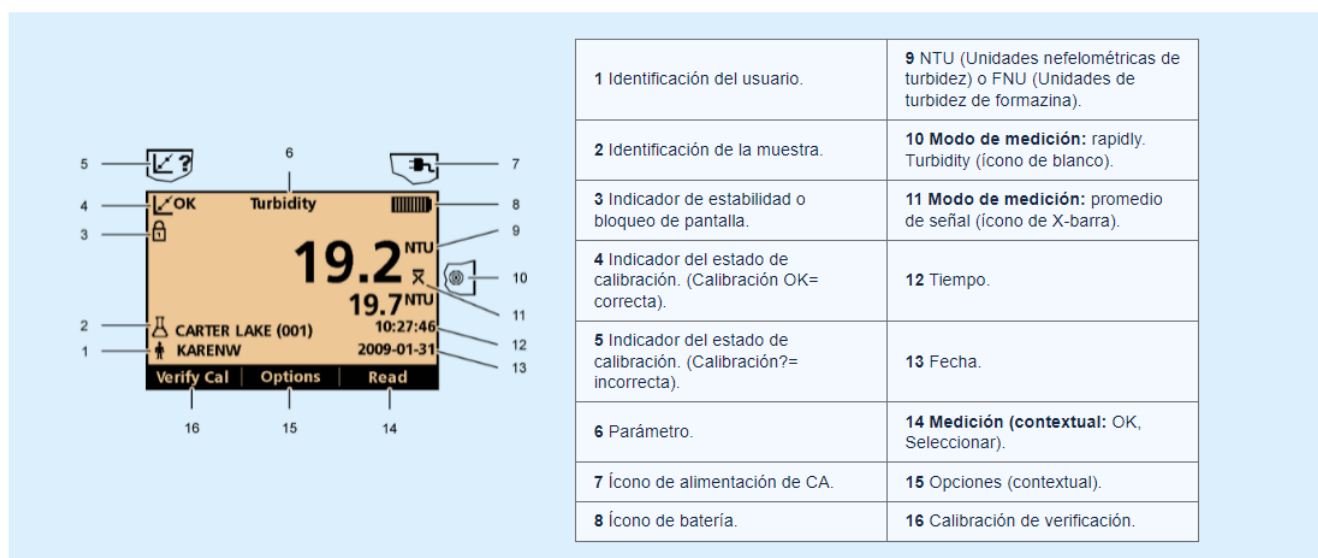 5
6
7
4
OK
Turbidity
8
3
19.2 NTU
9
10
X
19.7 NTU
11
2
CARTER LAKE (001)
10:27:46
12
1
KARENW
2009-01-31
13
Verify Cal | Options | Read
16
15
14
1 Identificación del usuario.
9 NTU (Unidades nefelométricas de
turbidez) o FNU (Unidades de
turbidez de formazina).
2 Identificación de la muestra.
10 Modo de medición: rapidly.
Turbidity (ícono de blanco).
3 Indicador de estabilidad o
bloqueo de pantalla.
11 Modo de medición: promedio
de señal (ícono de X-barra).
4 Indicador del estado de
calibración. (Calibración OK=
correcta).
12 Tiempo.
5 Indicador del estado de
calibración. (Calibración?=
incorrecta).
13 Fecha.
6 Parámetro.
14 Medición (contextual: OK,
Seleccionar).
7 Ícono de alimentación de CA.
15 Opciones (contextual).
8 Ícono de batería.
16 Calibración de verificación.